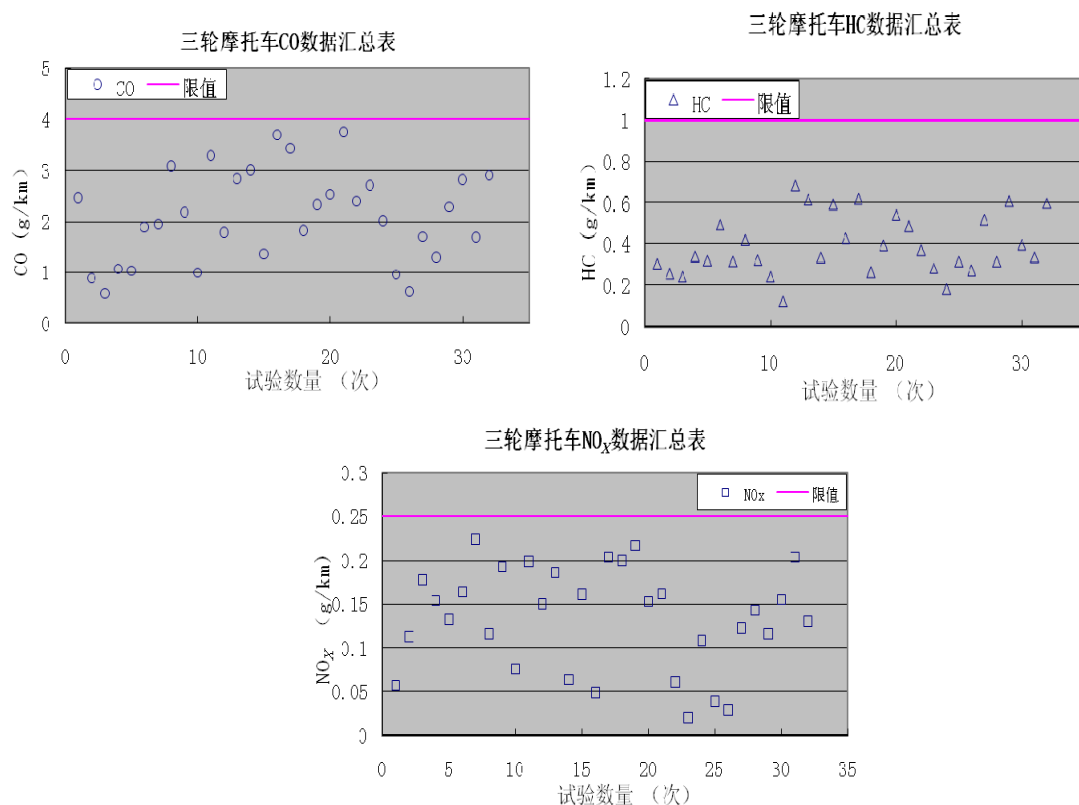 三轮摩托车CO数据汇总表
CO 限值
5
4
3
2
1
0
CO（g/km）
0 10 20 30
试验数量 （次）
三轮摩托车HC数据汇总表
HC 限值
1.2
1
0.8
0.6
0.4
0.2
0
HC （g/km）
0 10 20 30
试验数量 （次）
三轮摩托车NOX数据汇总表
NOx 限值
0.3
0.25
0.2
0.15
0.1
0.05
0
NOX （g/km）
0 5 10 15 20 25 30 35
试验数量 （次）